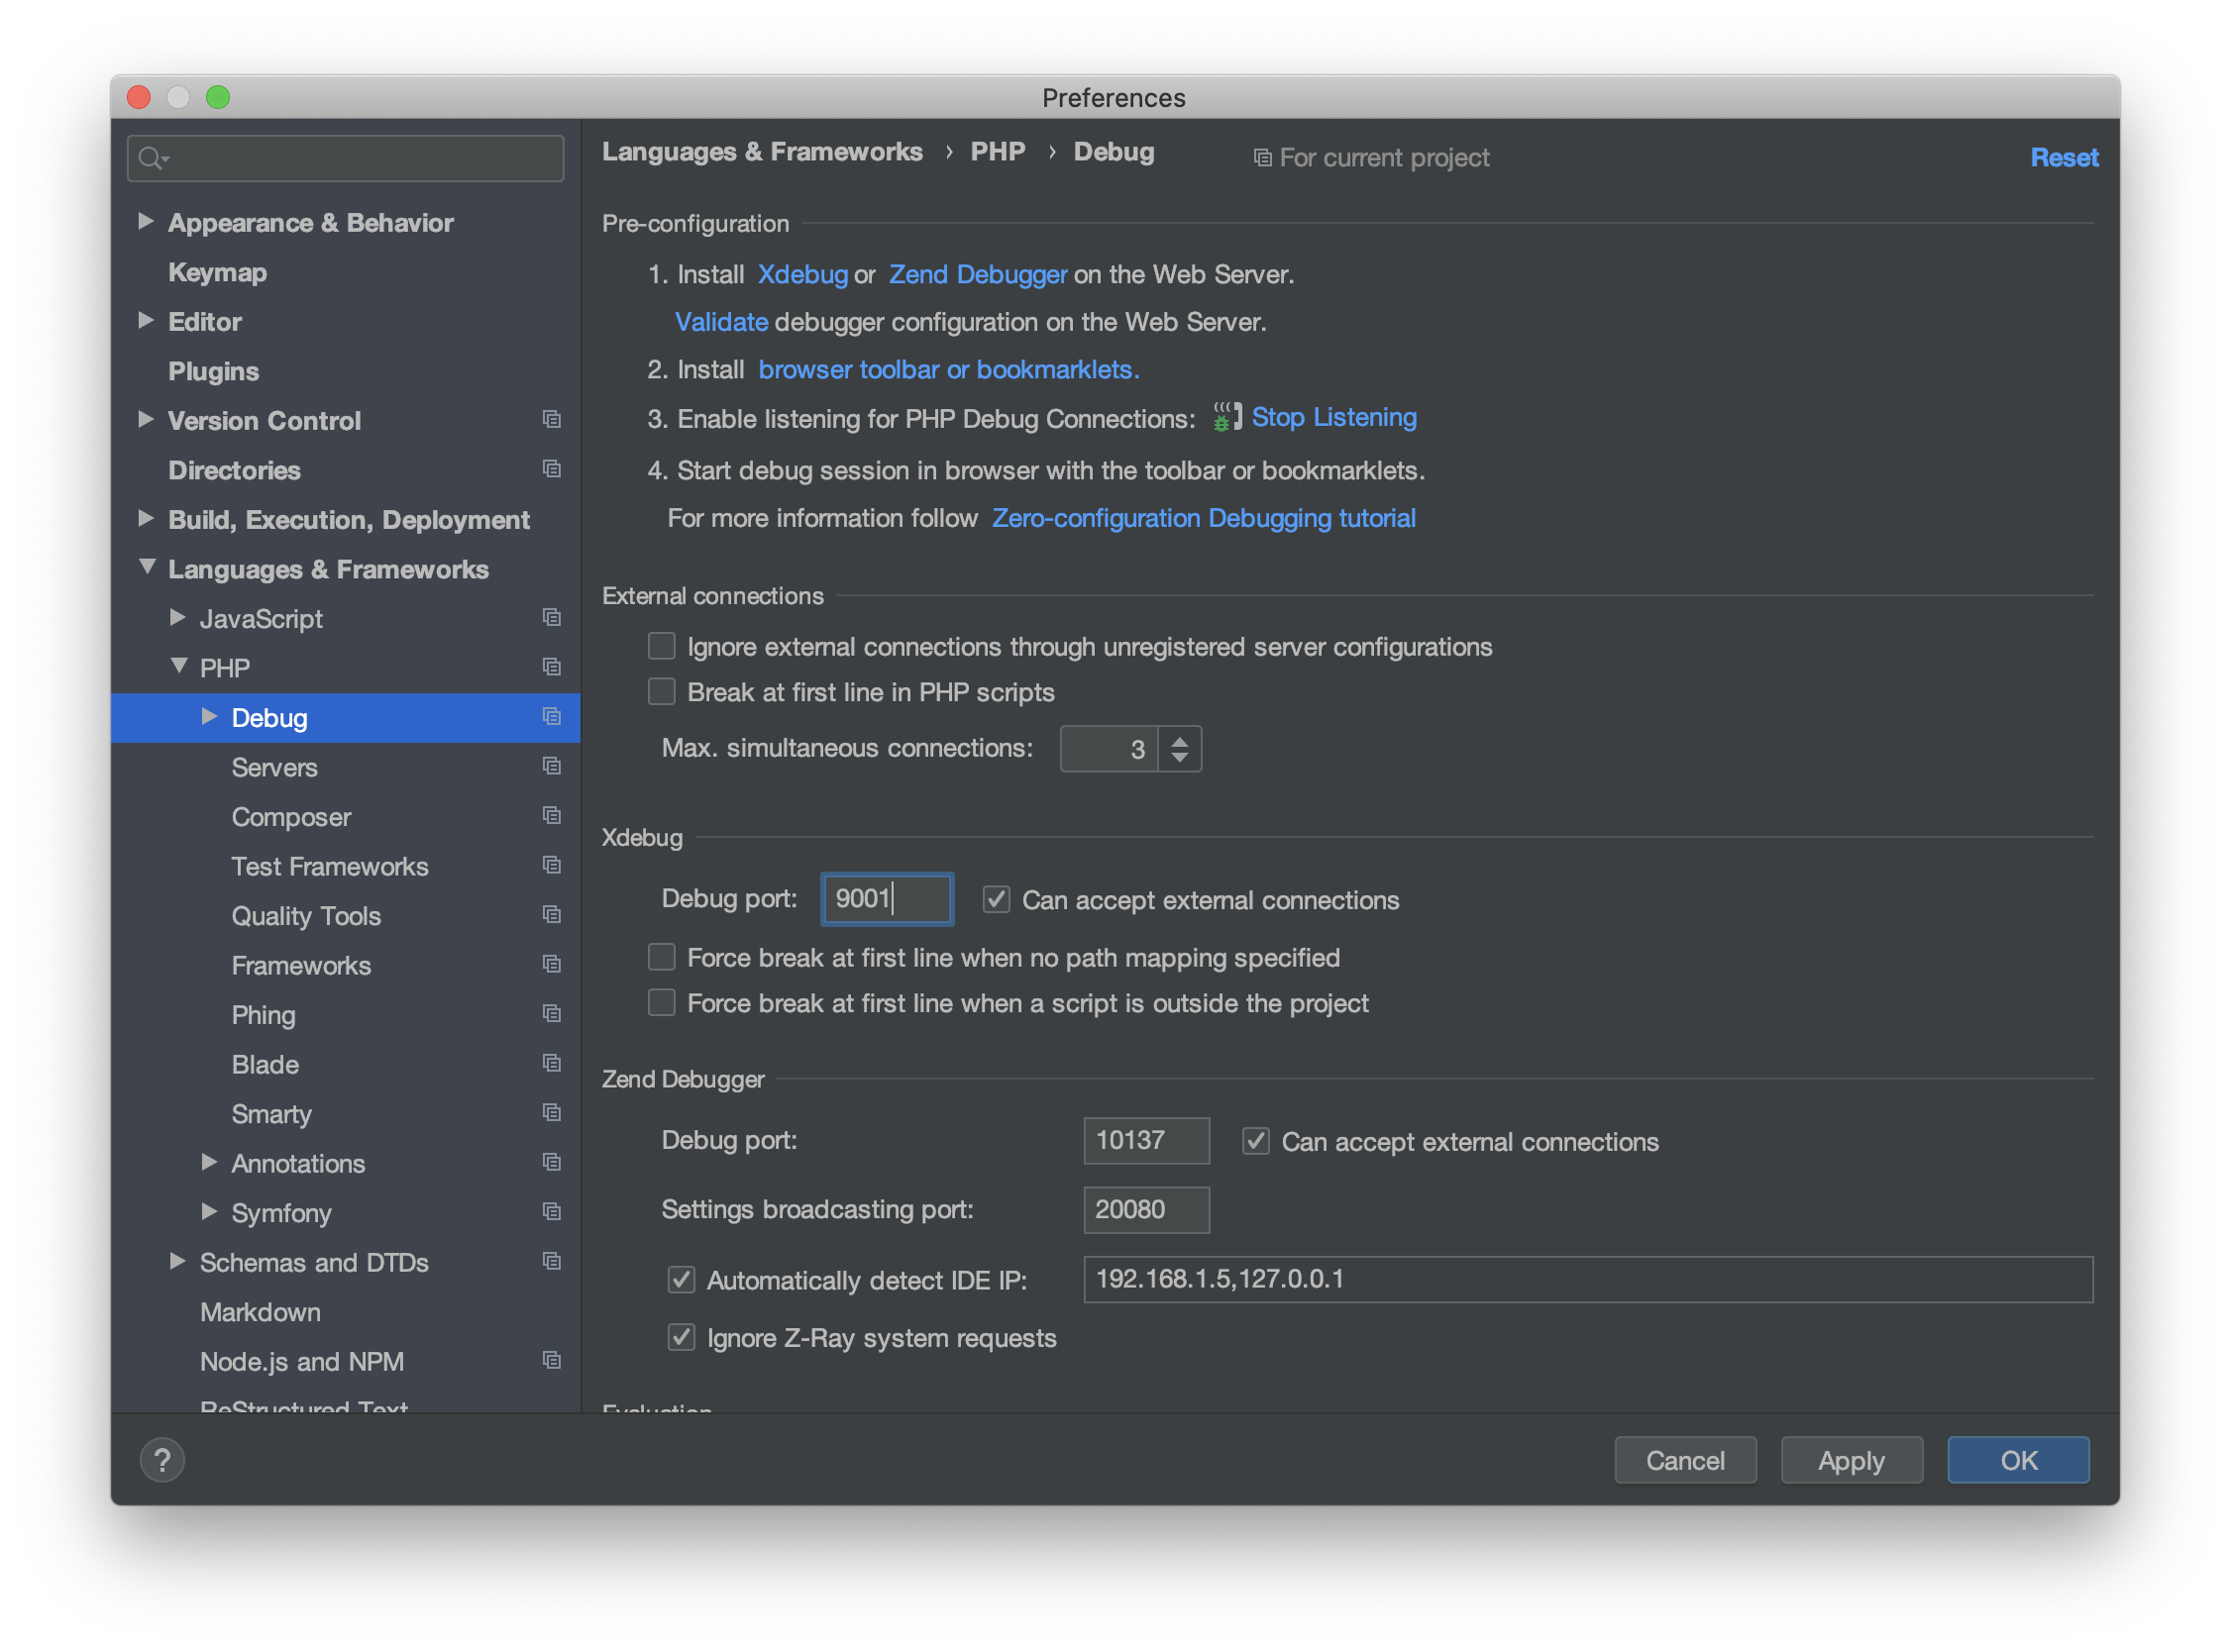 Preferences
Appearance & Behavior
Keymap
Editor
Plugins
Version Control
Directories
Build, Execution, Deployment
Languages & Frameworks
JavaScript
PHP
Debug
Servers
Composer
Test Frameworks
Quality Tools
Frameworks
Phing
Blade
Smarty
Annotations
Symfony
Schemas and DTDs
Markdown
Node.js and NPM
ReStructured Text
Languages & Frameworks › PHP › Debug
For current project
Reset
Pre-configuration
1. Install Xdebug or Zend Debugger on the Web Server.
Validate debugger configuration on the Web Server.
2. Install browser toolbar or bookmarklets.
3. Enable listening for PHP Debug Connections: Stop Listening
4. Start debug session in browser with the toolbar or bookmarklets.
For more information follow Zero-configuration Debugging tutorial
External connections
Ignore external connections through unregistered server configurations
Break at first line in PHP scripts
Max. simultaneous connections: 3
Xdebug
Debug port: 9001 Can accept external connections
Force break at first line when no path mapping specified
Force break at first line when a script is outside the project
Zend Debugger
Debug port: 10137 Can accept external connections
Settings broadcasting port: 20080
Automatically detect IDE IP: 192.168.1.5,127.0.0.1
Ignore Z-Ray system requests
Evaluation
?
Cancel
Apply
OK